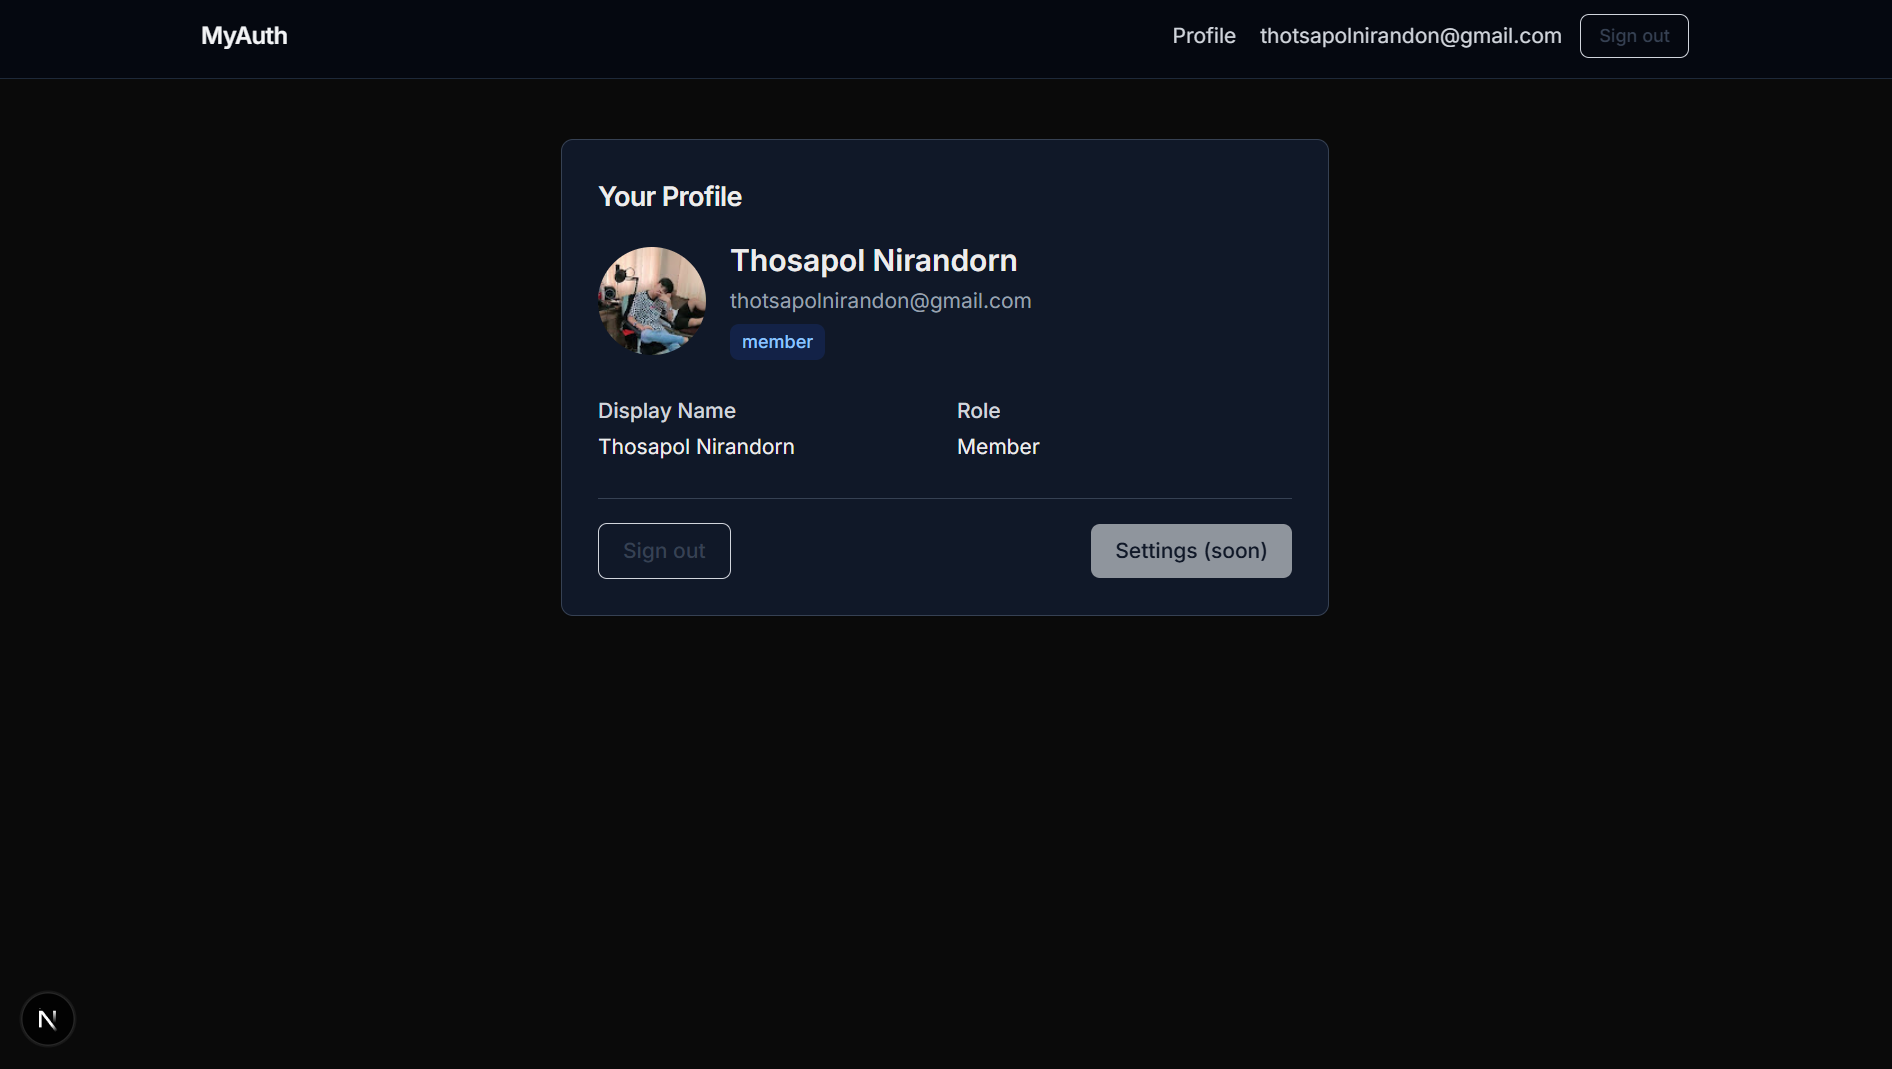 MyAuth
Profile thotsapolnirandon@gmail.com Sign out
Your Profile
Thosapol Nirandorn
thotsapolnirandon@gmail.com
member
Display Name Role
Thosapol Nirandorn Member
Sign out Settings (soon)
N